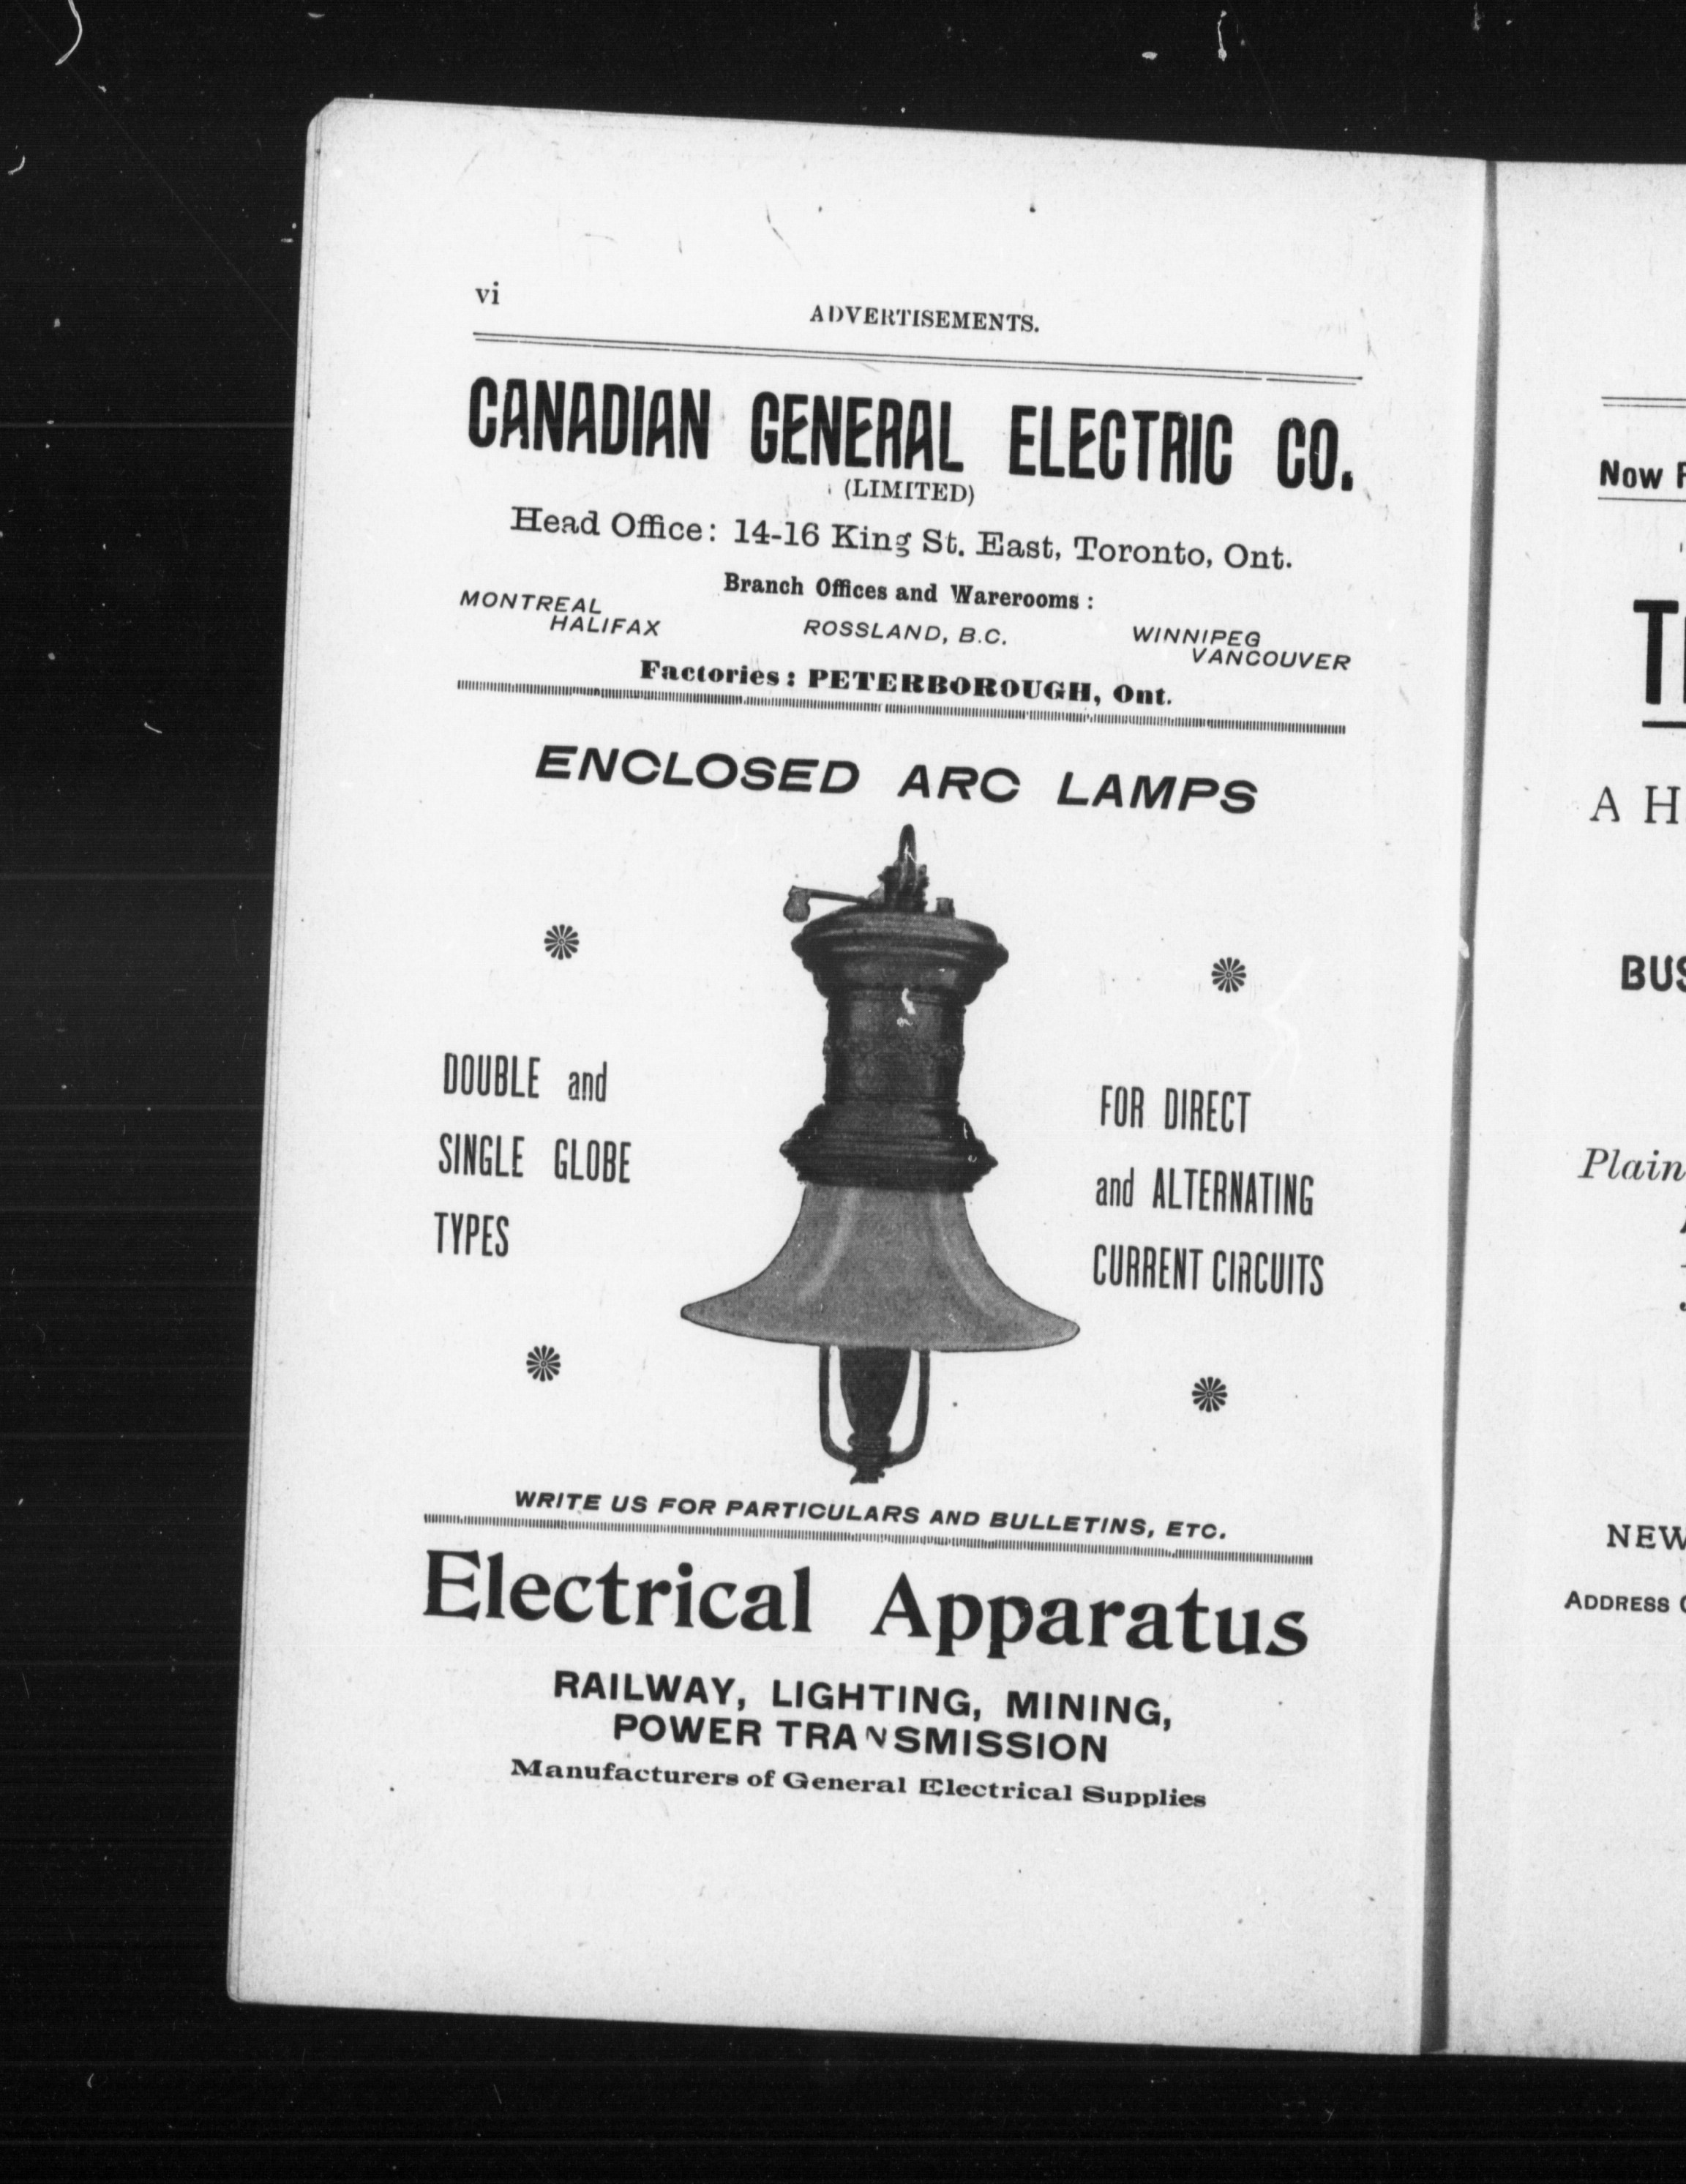 vi
ADVERTISEMENTS.
CANADIAN GENERAL ELECTRIC CO.
(LIMITED)
Head Office: 14-16 King St. East, Toronto, Ont.
Branch Offices and Warerooms :
MONTREAL
HALIFAX
ROSSLAND, B.C.
WINNIPEG
VANCOUVER
Factories : PETERBOROUGH, Ont.
ENCLOSED ARC LAMPS
DOUBLE and
SINGLE GLOBE
TYPES
FOR DIRECT
and ALTERNATING
CURRENT CIRCUITS
WRITE US FOR PARTICULARS AND BULLETINS, ETC.
Electrical Apparatus
RAILWAY, LIGHTING, MINING,
POWER TRANSMISSION
Manufacturers of General Electrical Supplies
Now
A H
BUS
Plain
NEW
ADDRESS